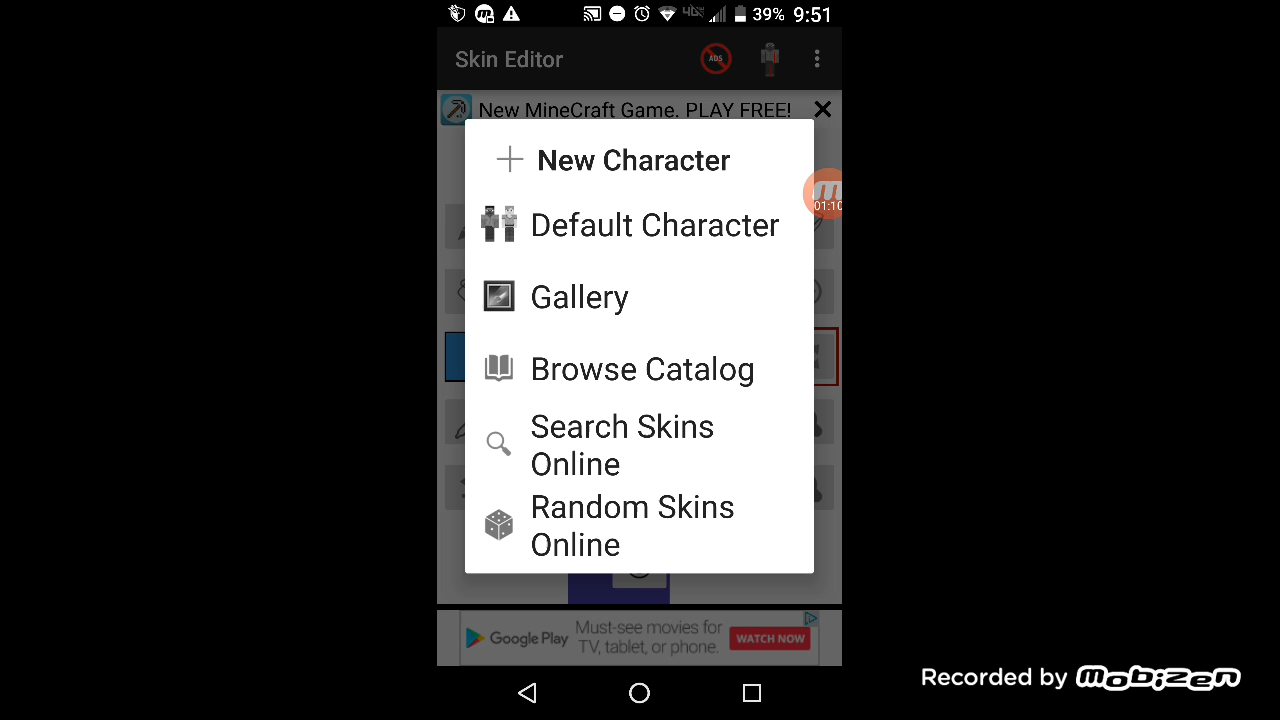 39% 9:51
Skin Editor
ADS
New MineCraft Game. PLAY FREE!
New Character
01:10
Default Character
Gallery
Browse Catalog
Search Skins
Online
Random Skins
Online
Google Play
Must-see movies for
TV, tablet, or phone.
WATCH NOW
Recorded by mobizen